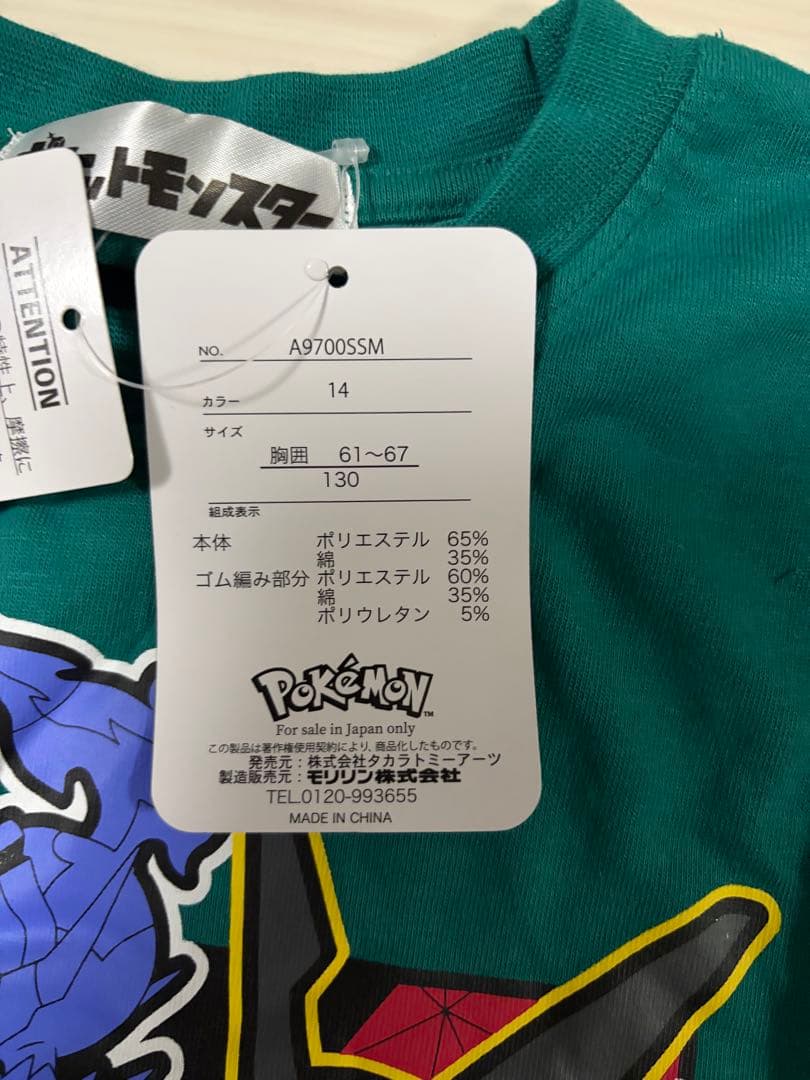 ポケットモンスター
ATTENTION
特性上、摩擦に
NO. A9700SSM
カラー 14
サイズ
胸囲 61〜67
130
組成表示
本体 ポリエステル 65%
綿 35%
ゴム編み部分 ポリエステル 60%
綿 35%
ポリウレタン 5%
POKéMON
TM
For sale in Japan only
この製品は著作権使用契約により、商品化したものです。
発売元：株式会社タカラトミーアーツ
製造販売元：モリリン株式会社
TEL.0120-993655
MADE IN CHINA